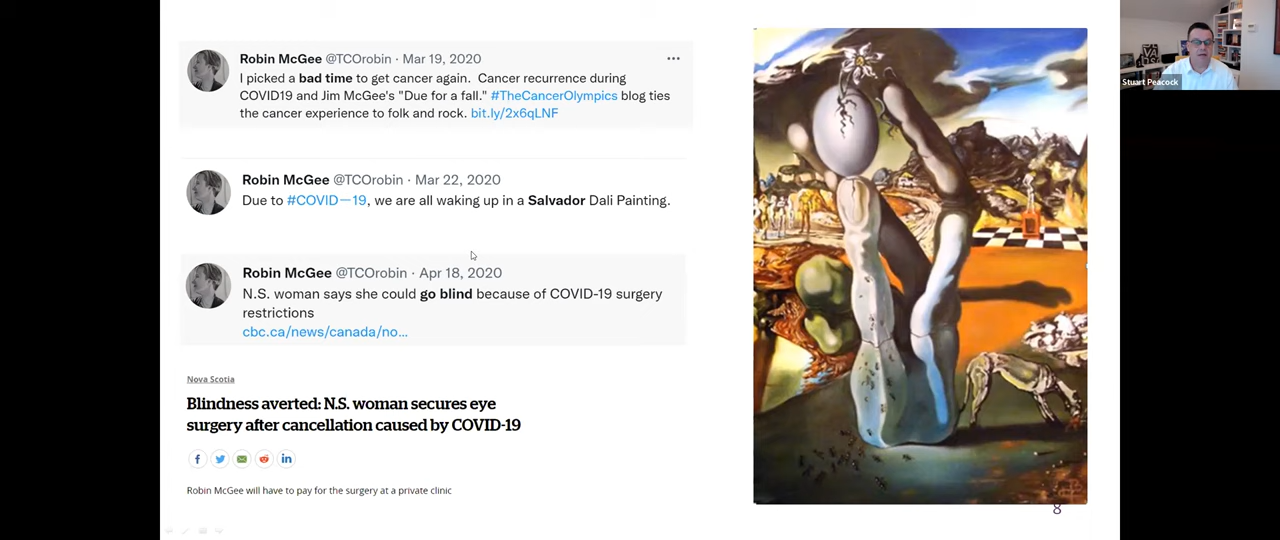 Robin McGee @TCOrobin · Mar 19, 2020
I picked a bad time to get cancer again. Cancer recurrence during
COVID19 and Jim McGee's "Due for a fall." #TheCancerOlympics blog ties
the cancer experience to folk and rock. bit.ly/2x6qLNF
Robin McGee @TCOrobin · Mar 22, 2020
Due to #COVID—19, we are all waking up in a Salvador Dali Painting.
Robin McGee @TCOrobin · Apr 18, 2020
N.S. woman says she could go blind because of COVID-19 surgery
restrictions
cbc.ca/news/canada/no...
Nova Scotia
Blindness averted: N.S. woman secures eye
surgery after cancellation caused by COVID-19
Robin McGee will have to pay for the surgery at a private clinic
8
Stuart Peacock